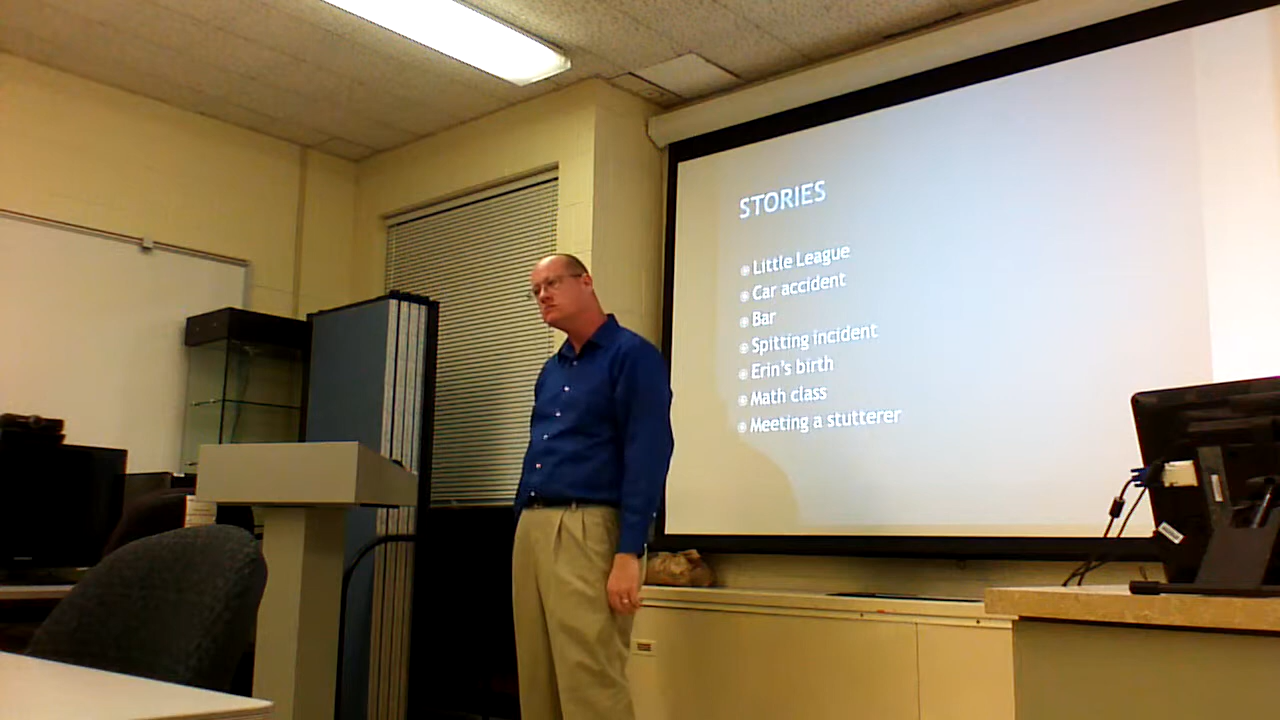 STORIES
Little League
Car accident
Bar
Spitting incident
Erin's birth
Math class
Meeting a stutterer